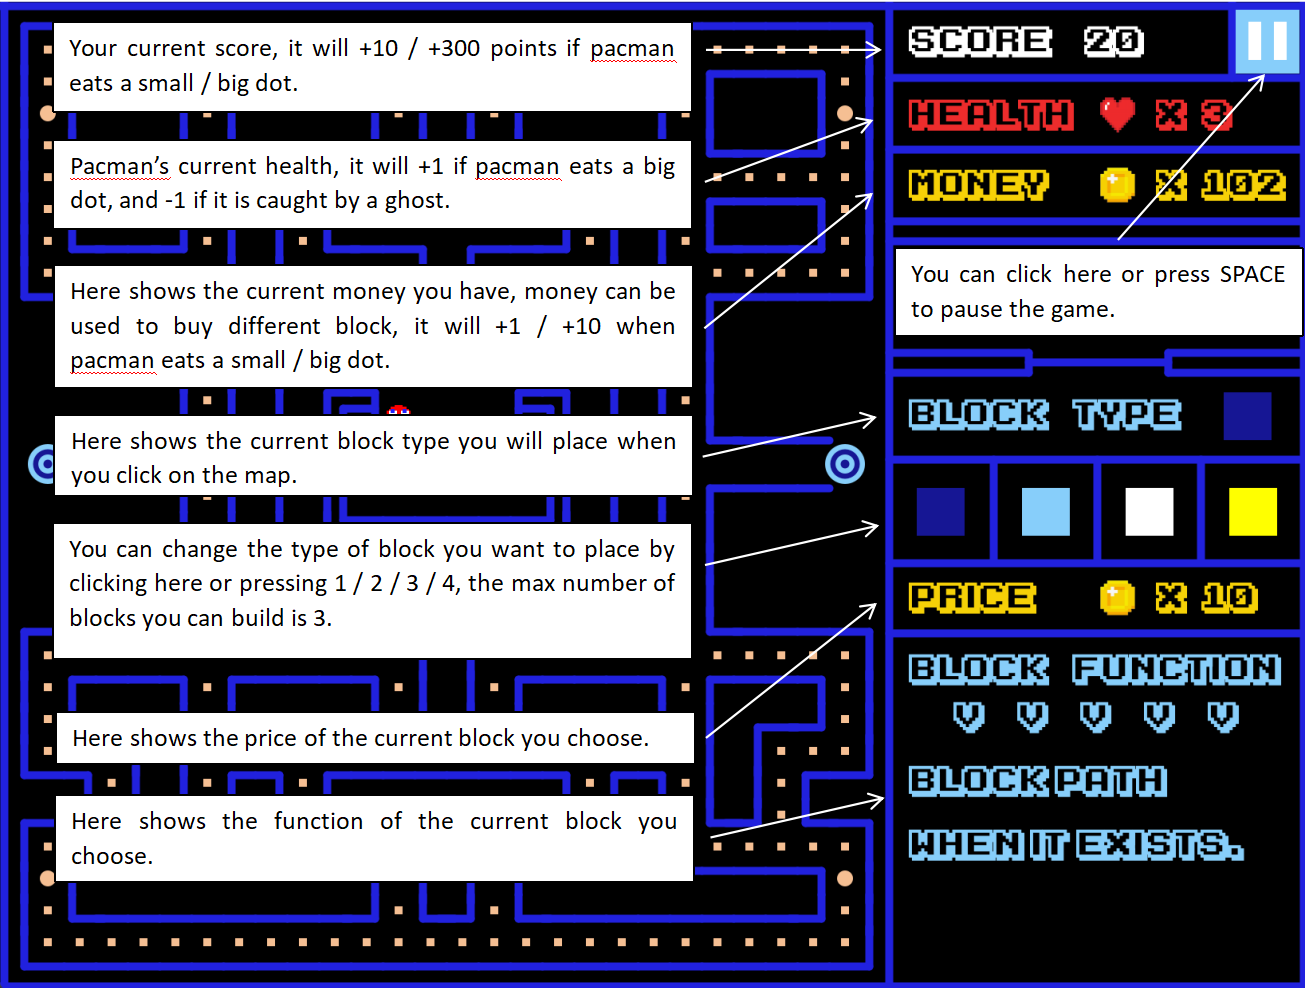 Your current score, it will +10 / +300 points if pacman
eats a small / big dot.
Pacman's current health, it will +1 if pacman eats a big
dot, and -1 if it is caught by a ghost.
Here shows the current money you have, money can be
used to buy different block, it will +1 / +10 when
pacman eats a small / big dot.
Here shows the current block type you will place when
you click on the map.
You can change the type of block you want to place by
clicking here or pressing 1 / 2 / 3 / 4, the max number of
blocks you can build is 3.
Here shows the price of the current block you choose.
Here shows the function of the current block you
choose.
SCORE 20
HEALTH X 3
MONEY X 102
You can click here or press SPACE
to pause the game.
BLOCK TYPE
PRICE X 10
BLOCK FUNCTION
BLOCK PATH
WHEN IT EXISTS.